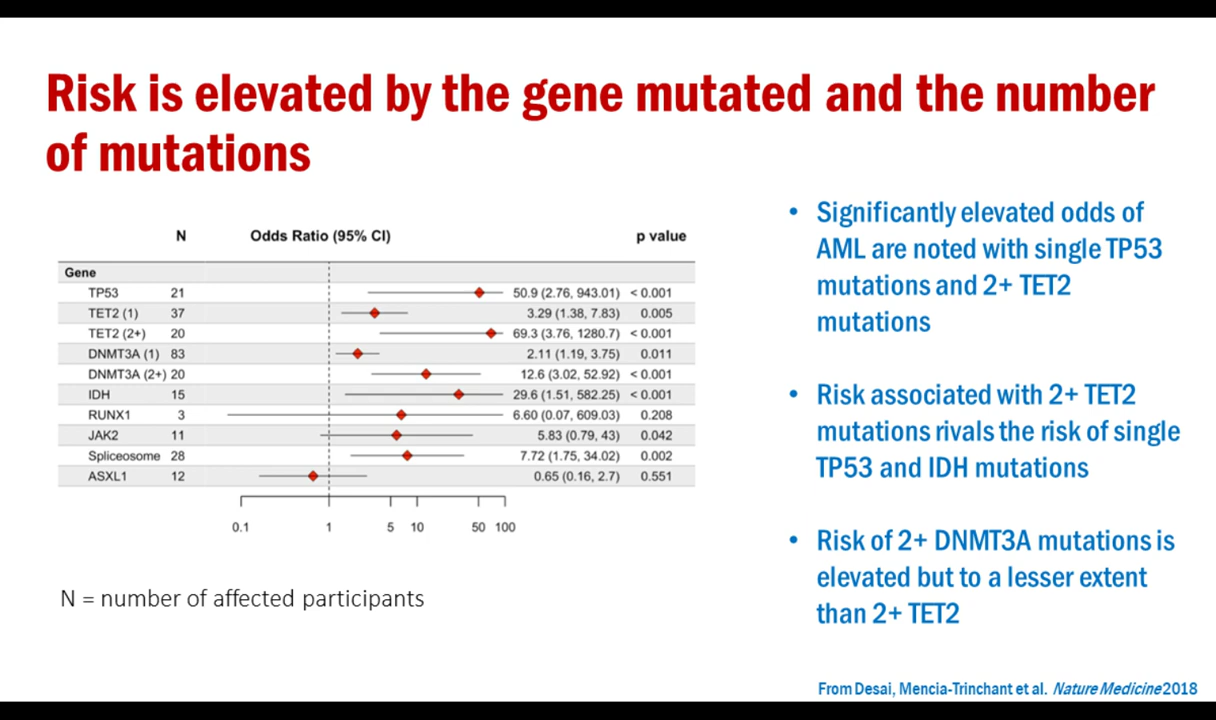 Risk is elevated by the gene mutated and the number
of mutations
N Odds Ratio (95% CI) p value
Gene
TP53 21 50.9 (2.76, 943.01) < 0.001
TET2 (1) 37 3.29 (1.38, 7.83) 0.005
TET2 (2+) 20 69.3 (3.76, 1280.7) < 0.001
DNMT3A (1) 83 2.11 (1.19, 3.75) 0.011
DNMT3A (2+) 20 12.6 (3.02, 52.92) < 0.001
IDH 15 29.6 (1.51, 582.25) < 0.001
RUNX1 3 6.60 (0.07, 609.03) 0.208
JAK2 11 5.83 (0.79, 43) 0.042
Spliceosome 28 7.72 (1.75, 34.02) 0.002
ASXL1 12 0.65 (0.16, 2.7) 0.551
0.1 1 5 10 50 100
N = number of affected participants
• Significantly elevated odds of
AML are noted with single TP53
mutations and 2+ TET2
mutations
• Risk associated with 2+ TET2
mutations rivals the risk of single
TP53 and IDH mutations
• Risk of 2+ DNMT3A mutations is
elevated but to a lesser extent
than 2+ TET2
From Desai, Mencia-Trinchant et al. Nature Medicine 2018